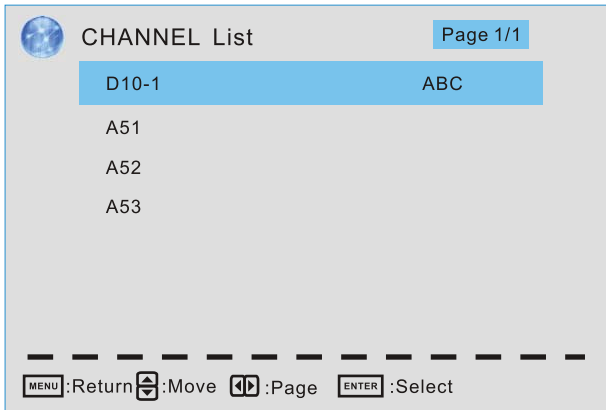 CHANNEL List Page 1/1
D10-1 ABC
A51
A52
A53
MENU :Return :Move :Page ENTER :Select